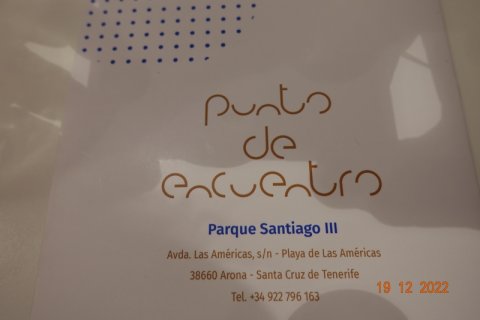 punto
de
encuentro
Parque Santiago III
Avda. Las Américas, s/n - Playa de Las Américas
38660 Arona - Santa Cruz de Tenerife
Tel. +34 922 796 163
19 12 2022